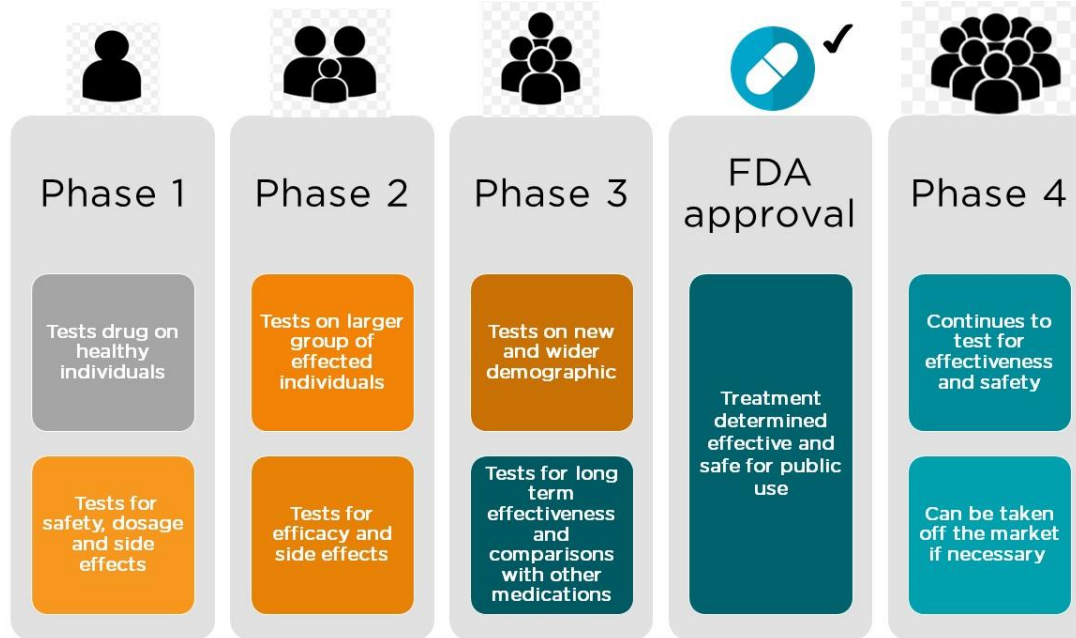 Phase 1
Tests drug on
healthy
individuals
Tests for
safety, dosage
and side
effects
Phase 2
Tests on larger
group of
effected
individuals
Tests for
efficacy and
side effects
Phase 3
Tests on new
and wider
demographic
Tests for long
term
effectiveness
and
comparisons
with other
medications
FDA
approval
Treatment
determined
effective and
safe for public
use
Phase 4
Continues to
test for
effectiveness
and safety
Can be taken
off the market
if necessary